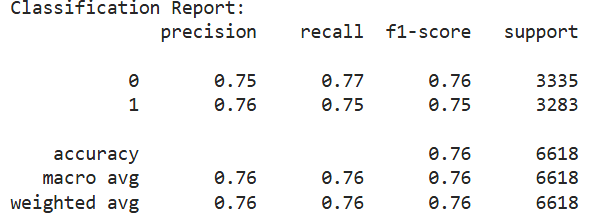 Classification Report:
precision recall f1-score support
0 0.75 0.77 0.76 3335
1 0.76 0.75 0.75 3283
accuracy 0.76 6618
macro avg 0.76 0.76 0.76 6618
weighted avg 0.76 0.76 0.76 6618